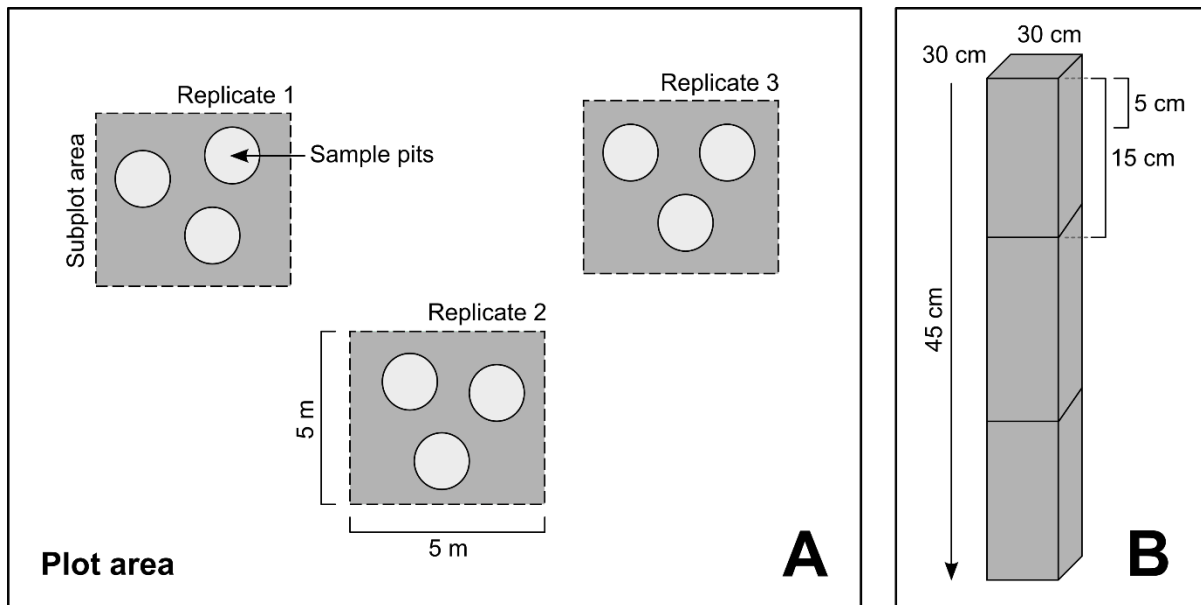 Replicate 1
Subplot area
Sample pits
Replicate 3
Replicate 2
5 m
5 m
Plot area
A
30 cm
30 cm
5 cm
15 cm
45 cm
B